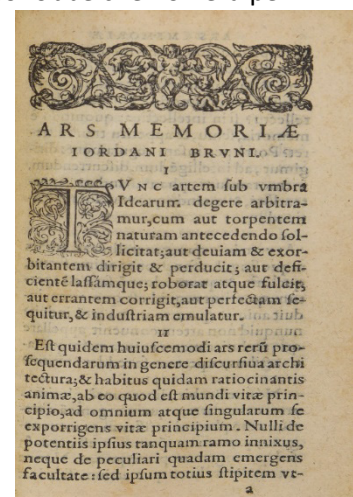 ARS MEMORIÆ
IORDANI BRVNI.
I
TVNC artem ſub vmbra
Idearum degere arbitra-
mur, cum aut torpentem
naturam antecedendo ſol-
licitat; aut deuiam & exor-
bitantem dirigit & perducit; aut defi-
cientē laſſamque; roborat atque fulcit,
aut errantem corrigit, aut perfectam ſe-
quitur, & induſtriam emulatur.
II
Eſt quidem huiuſcemodi ars rerū pro-
ſequendarum in genere diſcurſiua archi
tectura; & habitus quidam ratiocinantis
animæ, ab eo quod eſt mundi vitæ prin-
cipio, ad omnium atque ſingularum ſe
exporrigens vitæ principium. Nulli de
potentiis ipſius tanquam ramo innixus,
neque de peculiari quadam emergens
facultate: ſed ipſum totius ſtipitem vt-
a